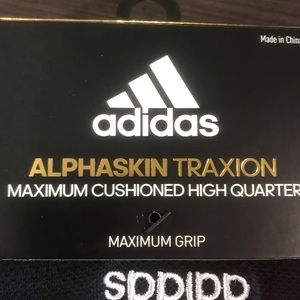 Made in China
adidas
ALPHASKIN TRAXION
MAXIMUM CUSHIONED HIGH QUARTER
MAXIMUM GRIP
adidas